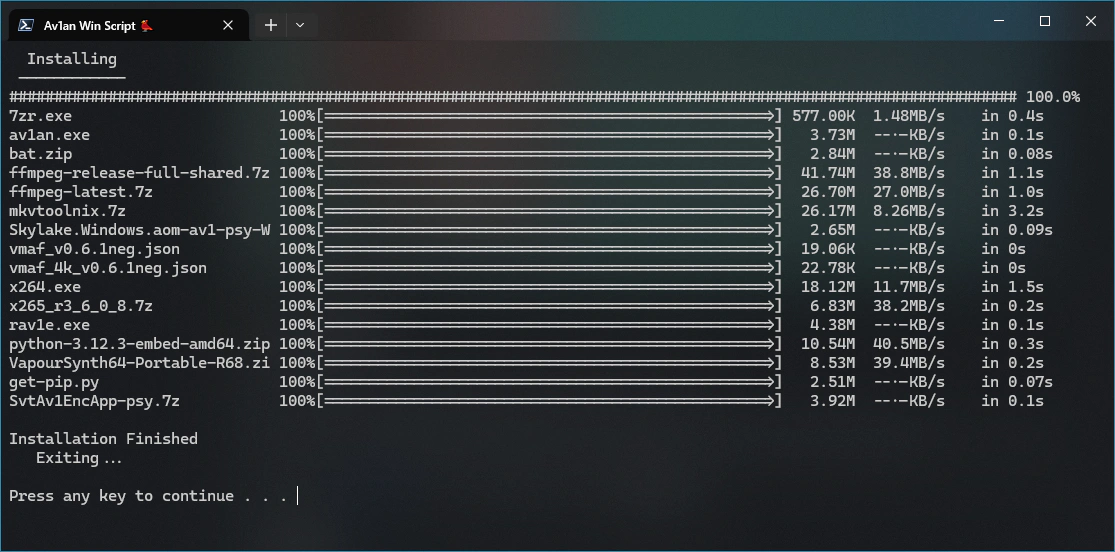 Av1an Win Script
Installing
################################################################################################################ 100.0%
7zr.exe 100%[==================================================>] 577.00K 1.48MB/s in 0.4s
av1an.exe 100%[==================================================>] 3.73M --.-KB/s in 0.1s
bat.zip 100%[==================================================>] 2.84M --.-KB/s in 0.08s
ffmpeg-release-full-shared.7z 100%[==================================================>] 41.74M 38.8MB/s in 1.1s
ffmpeg-latest.7z 100%[==================================================>] 26.70M 27.0MB/s in 1.0s
mkvtoolnix.7z 100%[==================================================>] 26.17M 8.26MB/s in 3.2s
Skylake.Windows.aom-av1-psy-W 100%[==================================================>] 2.65M --.-KB/s in 0.09s
vmaf_v0.6.1neg.json 100%[==================================================>] 19.06K --.-KB/s in 0s
vmaf_4k_v0.6.1neg.json 100%[==================================================>] 22.78K --.-KB/s in 0s
x264.exe 100%[==================================================>] 18.12M 11.7MB/s in 1.5s
x265_r3_6_0_8.7z 100%[==================================================>] 6.83M 38.2MB/s in 0.2s
rav1e.exe 100%[==================================================>] 4.38M --.-KB/s in 0.1s
python-3.12.3-embed-amd64.zip 100%[==================================================>] 10.54M 40.5MB/s in 0.3s
VapourSynth64-Portable-R68.zi 100%[==================================================>] 8.53M 39.4MB/s in 0.2s
get-pip.py 100%[==================================================>] 2.51M --.-KB/s in 0.07s
SvtAv1EncApp-psy.7z 100%[==================================================>] 3.92M --.-KB/s in 0.1s
Installation Finished
Exiting...
Press any key to continue . . .